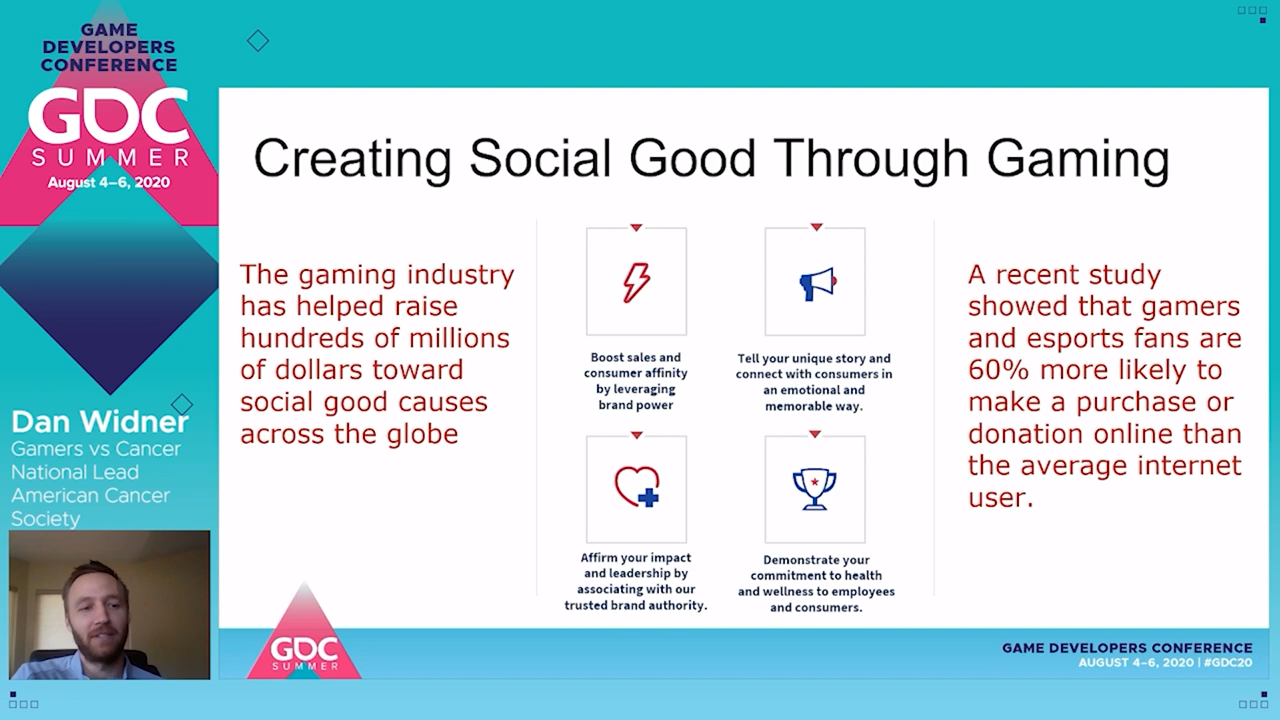 GAME
DEVELOPERS
CONFERENCE
GDC
SUMMER
August 4–6, 2020
Dan Widner
Gamers vs Cancer
National Lead
American Cancer
Society
Creating Social Good Through Gaming
The gaming industry
has helped raise
hundreds of millions
of dollars toward
social good causes
across the globe
Boost sales and
consumer affinity
by leveraging
brand power
Tell your unique story and
connect with consumers in
an emotional and
memorable way.
Affirm your impact
and leadership by
associating with our
trusted brand authority.
Demonstrate your
commitment to health
and wellness to employees
and consumers.
A recent study
showed that gamers
and esports fans are
60% more likely to
make a purchase or
donation online than
the average internet
user.
GDC
SUMMER
GAME DEVELOPERS CONFERENCE
AUGUST 4–6, 2020 | #GDC20